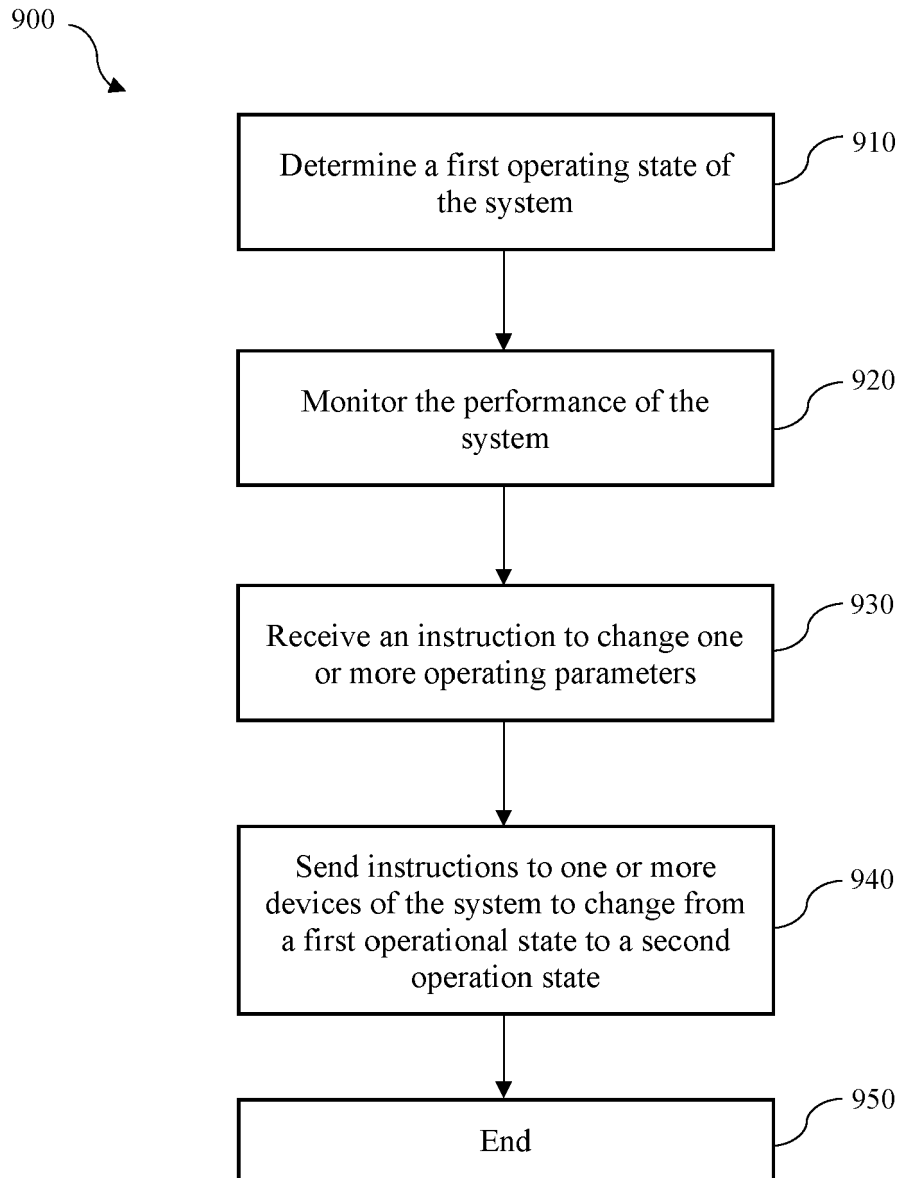 900
Determine a first operating state of
the system
910
Monitor the performance of the
system
920
Receive an instruction to change one
or more operating parameters
930
Send instructions to one or more
devices of the system to change from
a first operational state to a second
operation state
940
End
950